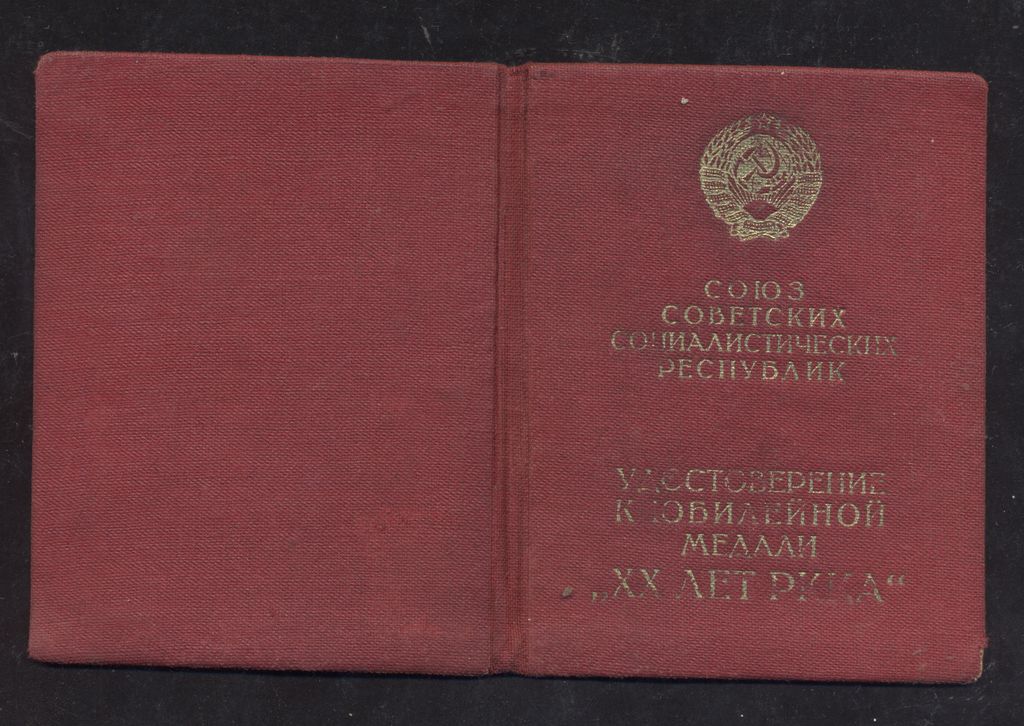 СОЮЗ
СОВЕТСКИХ
СОЦИАЛИСТИЧЕСКИХ
РЕСПУБЛИК
УДОСТОВЕРЕНИЕ
К ЮБИЛЕЙНОЙ
МЕДАЛИ
„XX ЛЕТ РККА“